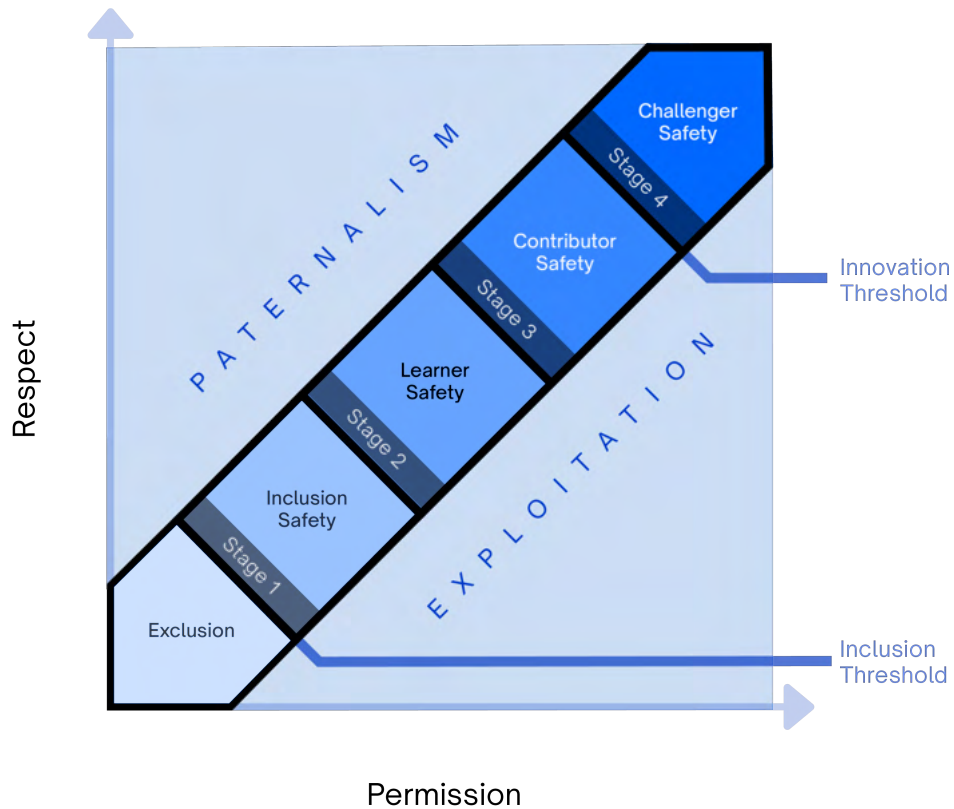 Challenger
Safety
Stage 4
PATERNALISM
Contributor
Safety
Innovation
Threshold
Stage 3
Respect
Learner
Safety
EXPLOITATION
Stage 2
Inclusion
Safety
Stage 1
Exclusion
Inclusion
Threshold
Permission